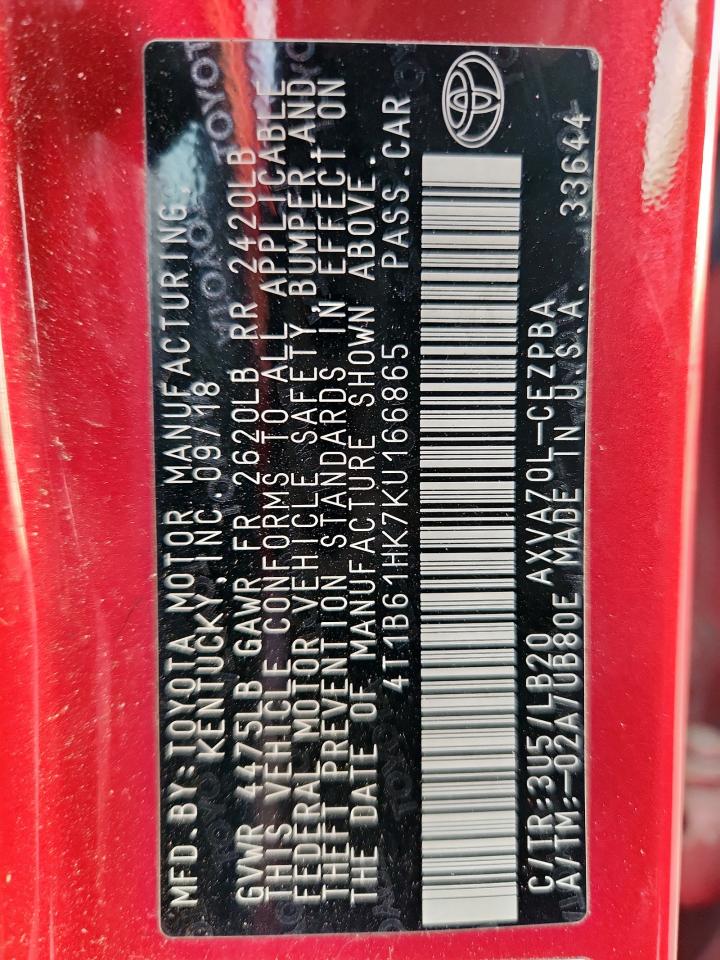 MFD.BY:TOYOTA MOTOR MANUFACTURING,
KENTUCKY,INC.09/18
GVWR 4475LB GAWR FR 2620LB RR 2420LB
THIS VEHICLE CONFORMS TO ALL APPLICABLE
FEDERAL MOTOR VEHICLE SAFETY, BUMPER AND
THEFT PREVENTION STANDARDS IN EFFECT ON
THE DATE OF MANUFACTURE SHOWN ABOVE.
4T1B61HK7KU166865 PASS.CAR
C/TR:3U5/LB20 AXVA70L-CEZPBA
A/TM:-02A/UB80E MADE IN U.S.A. 33644